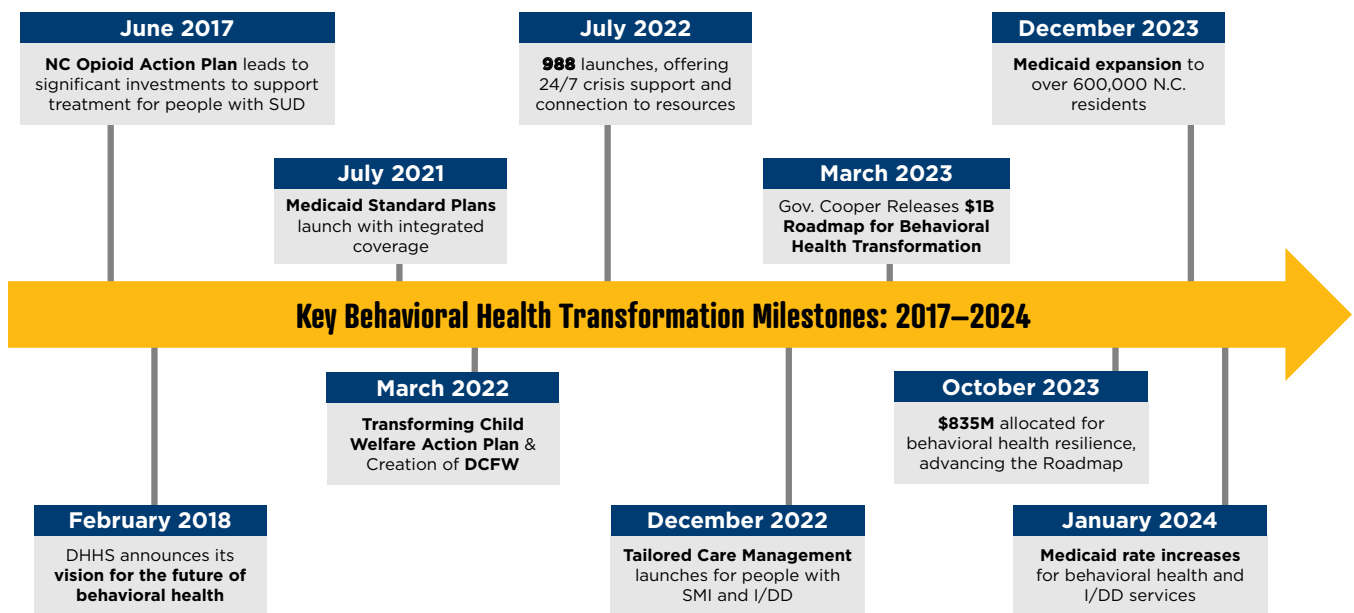 June 2017
NC Opioid Action Plan leads to
significant investments to support
treatment for people with SUD
July 2022
988 launches, offering
24/7 crisis support and
connection to resources
December 2023
Medicaid expansion to
over 600,000 N.C.
residents
July 2021
Medicaid Standard Plans
launch with integrated
coverage
March 2023
Gov. Cooper Releases $1B
Roadmap for Behavioral
Health Transformation
Key Behavioral Health Transformation Milestones: 2017–2024
March 2022
Transforming Child
Welfare Action Plan &
Creation of DCFW
October 2023
$835M allocated for
behavioral health resilience,
advancing the Roadmap
February 2018
DHHS announces its
vision for the future of
behavioral health
December 2022
Tailored Care Management
launches for people with
SMI and I/DD
January 2024
Medicaid rate increases
for behavioral health and
I/DD services